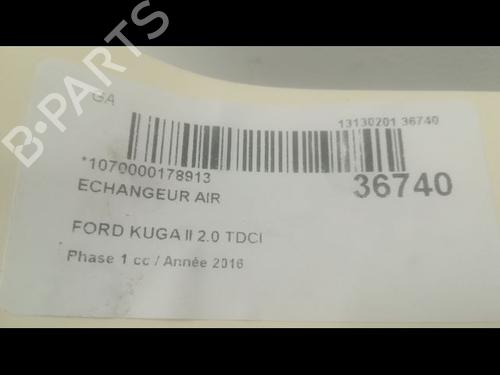 GA
13130201 36740
*1070000178913
36740
ECHANGEUR AIR
FORD KUGA II 2.0 TDCI
Phase 1 cc / Année 2016
B-PARTS